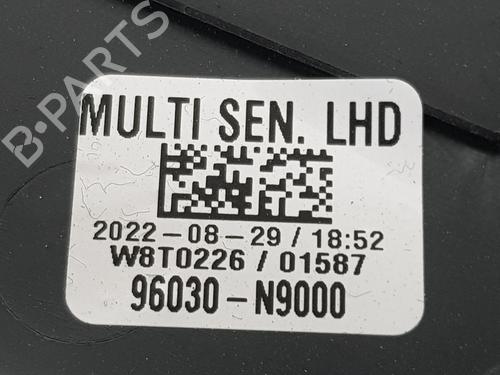 B-PARTS
MULTI SEN. LHD
2022-08-29 / 18:52
W8T0226 / 01587
96030-N9000